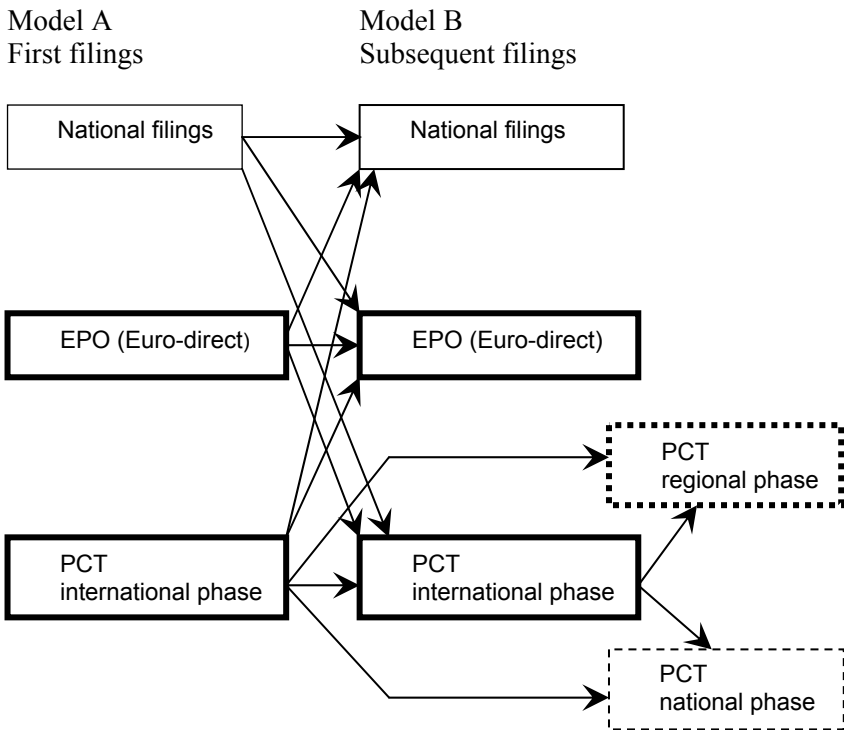 Model A
First filings
Model B
Subsequent filings
National filings
National filings
EPO (Euro-direct)
EPO (Euro-direct)
PCT
regional phase
PCT
international phase
PCT
international phase
PCT
national phase